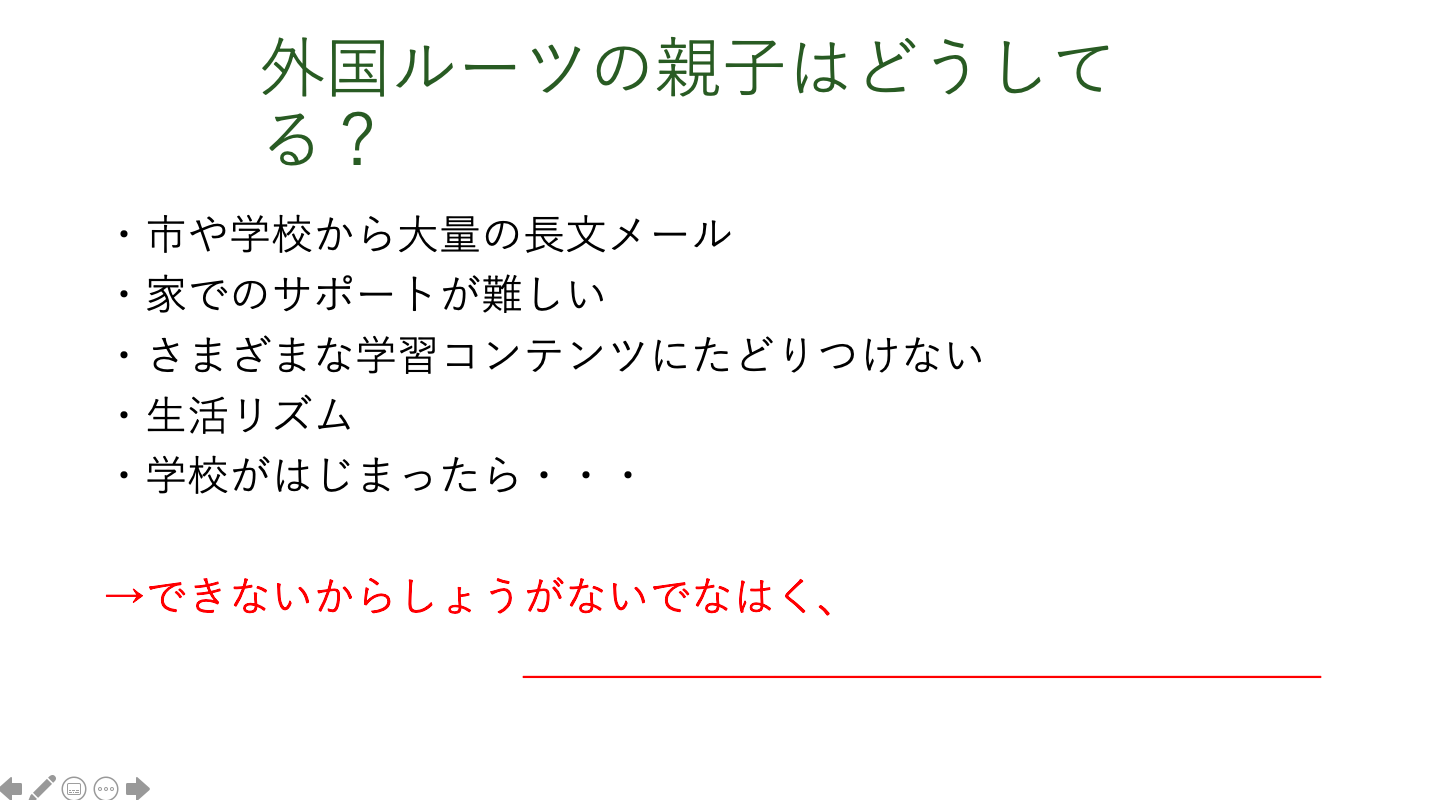 外国ルーツの親子はどうして
る？
・市や学校から大量の長文メール
・家でのサポートが難しい
・さまざまな学習コンテンツにたどりつけない
・生活リズム
・学校がはじまったら・・・
→できないからしょうがないでなはく、